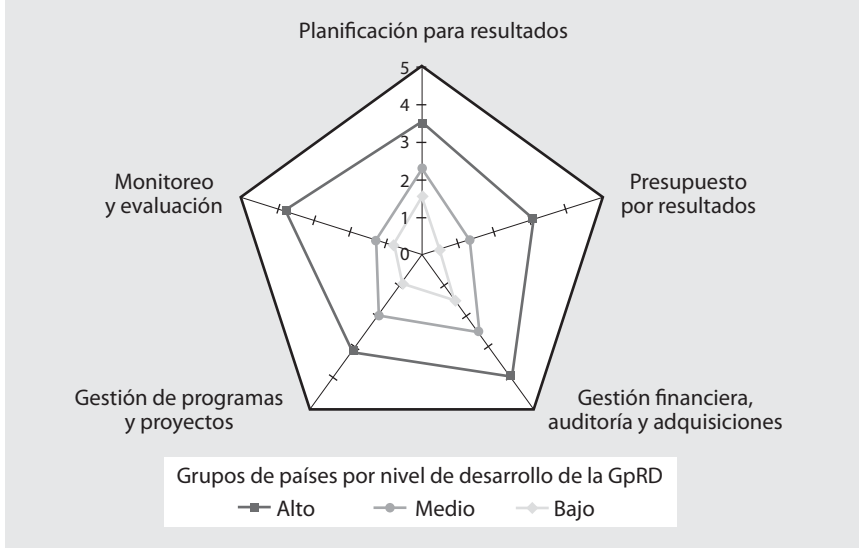 Planificación para resultados
5
4
3
2
1
0
Monitoreo
y evaluación
Presupuesto
por resultados
Gestión de programas
y proyectos
Gestión financiera,
auditoría y adquisiciones
Grupos de países por nivel de desarrollo de la GpRD
Alto Medio Bajo